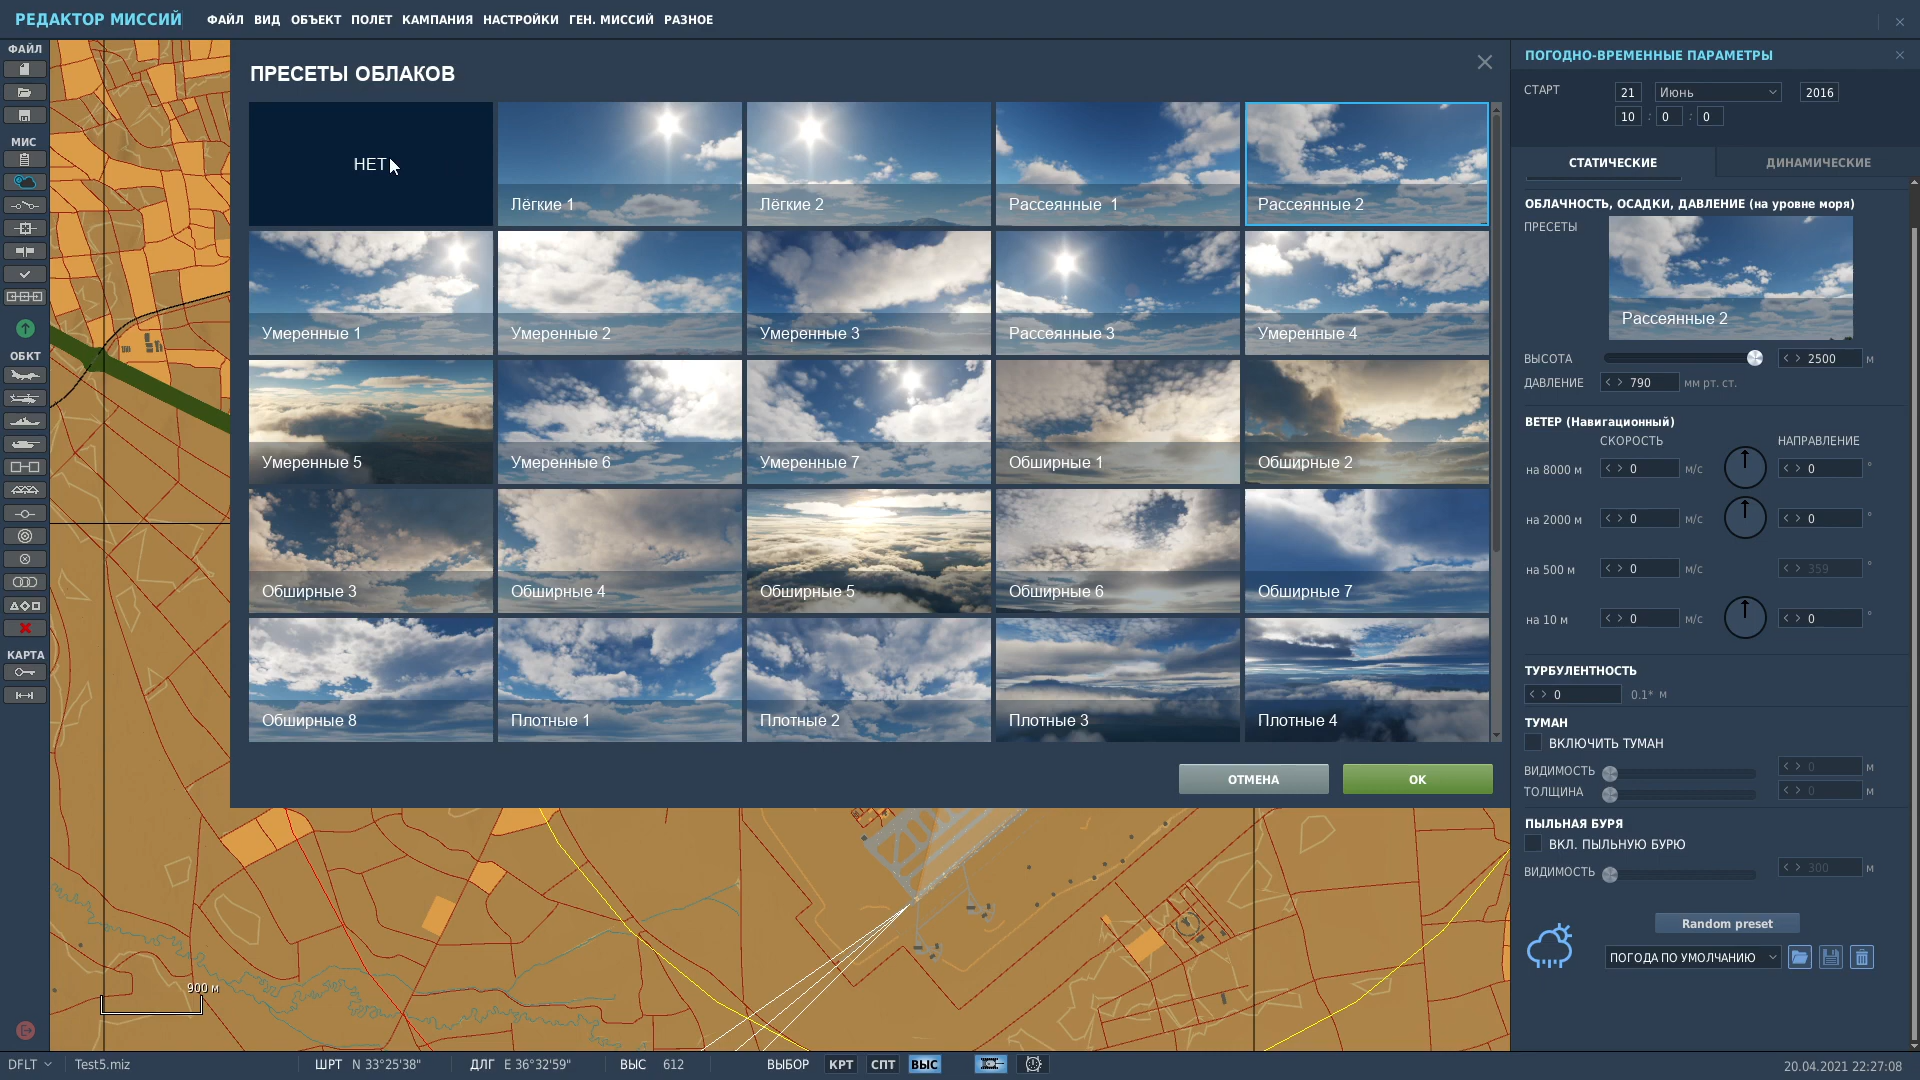 РЕДАКТОР МИССИЙ
ФАЙЛ ВИД ОБЪЕКТ ПОЛЕТ КАМПАНИЯ НАСТРОЙКИ ГЕН. МИССИЙ РАЗНОЕ
ФАЙЛ
МИС
ОБКТ
КАРТА
ПРЕСЕТЫ ОБЛАКОВ
НЕТ
Лёгкие 1
Лёгкие 2
Рассеянные 1
Рассеянные 2
Умеренные 1
Умеренные 2
Умеренные 3
Рассеянные 3
Умеренные 4
Умеренные 5
Умеренные 6
Умеренные 7
Обширные 1
Обширные 2
Обширные 3
Обширные 4
Обширные 5
Обширные 6
Обширные 7
Обширные 8
Плотные 1
Плотные 2
Плотные 3
Плотные 4
ОТМЕНА
OK
900 м
ПОГОДНО-ВРЕМЕННЫЕ ПАРАМЕТРЫ
СТАРТ 21 Июнь 2016
10 : 0 : 0
СТАТИЧЕСКИЕ ДИНАМИЧЕСКИЕ
ОБЛАЧНОСТЬ, ОСАДКИ, ДАВЛЕНИЕ (на уровне моря)
ПРЕСЕТЫ
Рассеянные 2
ВЫСОТА 2500 м
ДАВЛЕНИЕ 790 мм рт. ст.
ВЕТЕР (Навигационный)
СКОРОСТЬ НАПРАВЛЕНИЕ
на 8000 м 0 м/с 0 °
на 2000 м 0 м/с 0 °
на 500 м 0 м/с 359 °
на 10 м 0 м/с 0 °
ТУРБУЛЕНТНОСТЬ
0 0.1* м
ТУМАН
ВКЛЮЧИТЬ ТУМАН
ВИДИМОСТЬ 0 м
ТОЛЩИНА 0 м
ПЫЛЬНАЯ БУРЯ
ВКЛ. ПЫЛЬНУЮ БУРЮ
ВИДИМОСТЬ 300 м
Random preset
ПОГОДА ПО УМОЛЧАНИЮ
DFLT Test5.miz ШРТ N 33°25'38" ДЛГ E 36°32'59" ВЫС 612 ВЫБОР КРТ СПТ ВЫС 20.04.2021 22:27:08